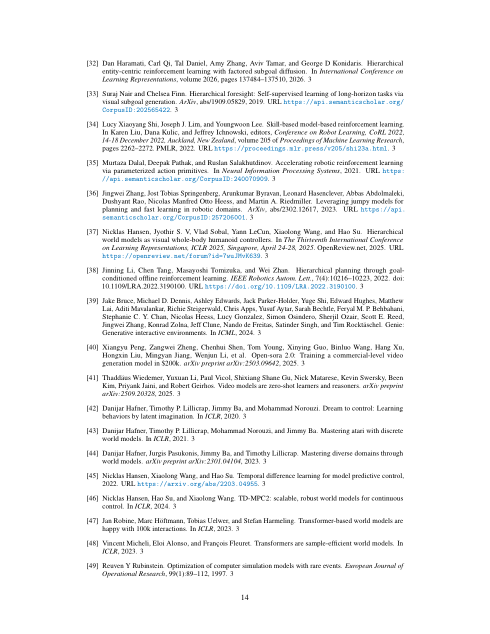 [32] Dan Haramati, Carl Qi, Tal Daniel, Amy Zhang, Aviv Tamar, and George D Konidaris. Hierarchical
entity-centric reinforcement learning with factored subgoal diffusion. In International Conference on
Learning Representations, volume 2026, pages 137484–137510, 2026. 3
[33] Suraj Nair and Chelsea Finn. Hierarchical foresight: Self-supervised learning of long-horizon tasks via
visual subgoal generation. ArXiv, abs/1909.05829, 2019. URL https://api.semanticscholar.org/
CorpusID:202565422. 3
[34] Lucy Xiaoyang Shi, Joseph J. Lim, and Youngwoon Lee. Skill-based model-based reinforcement learning.
In Karen Liu, Dana Kulic, and Jeffrey Ichnowski, editors, Conference on Robot Learning, CoRL 2022,
14-18 December 2022, Auckland, New Zealand, volume 205 of Proceedings of Machine Learning Research,
pages 2262–2272. PMLR, 2022. URL https://proceedings.mlr.press/v205/shi23a.html. 3
[35] Murtaza Dalal, Deepak Pathak, and Ruslan Salakhutdinov. Accelerating robotic reinforcement learning
via parameterized action primitives. In Neural Information Processing Systems, 2021. URL https:
//api.semanticscholar.org/CorpusID:240070909. 3
[36] Jingwei Zhang, Jost Tobias Springenberg, Arunkumar Byravan, Leonard Hasenclever, Abbas Abdolmaleki,
Dushyant Rao, Nicolas Manfred Otto Heess, and Martin A. Riedmiller. Leveraging jumpy models for
planning and fast learning in robotic domains. ArXiv, abs/2302.12617, 2023. URL https://api.
semanticscholar.org/CorpusID:257206001. 3
[37] Nicklas Hansen, Jyothir S. V, Vlad Sobal, Yann LeCun, Xiaolong Wang, and Hao Su. Hierarchical
world models as visual whole-body humanoid controllers. In The Thirteenth International Conference
on Learning Representations, ICLR 2025, Singapore, April 24-28, 2025. OpenReview.net, 2025. URL
https://openreview.net/forum?id=7wuJMvK639. 3
[38] Jinning Li, Chen Tang, Masayoshi Tomizuka, and Wei Zhan. Hierarchical planning through goal-
conditioned offline reinforcement learning. IEEE Robotics Autom. Lett., 7(4):10216–10223, 2022. doi:
10.1109/LRA.2022.3190100. URL https://doi.org/10.1109/LRA.2022.3190100. 3
[39] Jake Bruce, Michael D. Dennis, Ashley Edwards, Jack Parker-Holder, Yuge Shi, Edward Hughes, Matthew
Lai, Aditi Mavalankar, Richie Steigerwald, Chris Apps, Yusuf Aytar, Sarah Bechtle, Feryal M. P. Behbahani,
Stephanie C. Y. Chan, Nicolas Heess, Lucy Gonzalez, Simon Osindero, Sherjil Ozair, Scott E. Reed,
Jingwei Zhang, Konrad Zolna, Jeff Clune, Nando de Freitas, Satinder Singh, and Tim Rocktäschel. Genie:
Generative interactive environments. In ICML, 2024. 3
[40] Xiangyu Peng, Zangwei Zheng, Chenhui Shen, Tom Young, Xinying Guo, Binluo Wang, Hang Xu,
Hongxin Liu, Mingyan Jiang, Wenjun Li, et al. Open-sora 2.0: Training a commercial-level video
generation model in $200k. arXiv preprint arXiv:2503.09642, 2025. 3
[41] Thaddäus Wiedemer, Yuxuan Li, Paul Vicol, Shixiang Shane Gu, Nick Matarese, Kevin Swersky, Been
Kim, Priyank Jaini, and Robert Geirhos. Video models are zero-shot learners and reasoners. arXiv preprint
arXiv:2509.20328, 2025. 3
[42] Danijar Hafner, Timothy P. Lillicrap, Jimmy Ba, and Mohammad Norouzi. Dream to control: Learning
behaviors by latent imagination. In ICLR, 2020. 3
[43] Danijar Hafner, Timothy P. Lillicrap, Mohammad Norouzi, and Jimmy Ba. Mastering atari with discrete
world models. In ICLR, 2021. 3
[44] Danijar Hafner, Jurgis Pasukonis, Jimmy Ba, and Timothy Lillicrap. Mastering diverse domains through
world models. arXiv preprint arXiv:2301.04104, 2023. 3
[45] Nicklas Hansen, Xiaolong Wang, and Hao Su. Temporal difference learning for model predictive control,
2022. URL https://arxiv.org/abs/2203.04955. 3
[46] Nicklas Hansen, Hao Su, and Xiaolong Wang. TD-MPC2: scalable, robust world models for continuous
control. In ICLR, 2024. 3
[47] Jan Robine, Marc Höftmann, Tobias Uelwer, and Stefan Harmeling. Transformer-based world models are
happy with 100k interactions. In ICLR, 2023. 3
[48] Vincent Micheli, Eloi Alonso, and François Fleuret. Transformers are sample-efficient world models. In
ICLR, 2023. 3
[49] Reuven Y Rubinstein. Optimization of computer simulation models with rare events. European Journal of
Operational Research, 99(1):89–112, 1997. 3
14